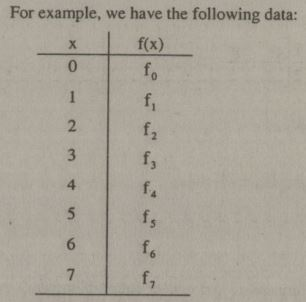 For example, we have the following data:
x f(x)
0 f₀
1 f₁
2 f₂
3 f₃
4 f₄
5 f₅
6 f₆
7 f₇